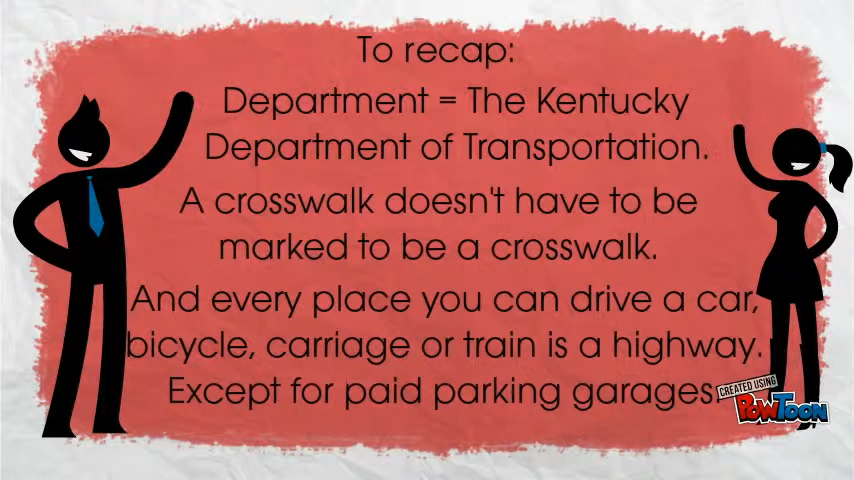 To recap:
Department = The Kentucky
Department of Transportation.
A crosswalk doesn't have to be
marked to be a crosswalk.
And every place you can drive a car,
bicycle, carriage or train is a highway.
Except for paid parking garages.
CREATED USING
POWTOON